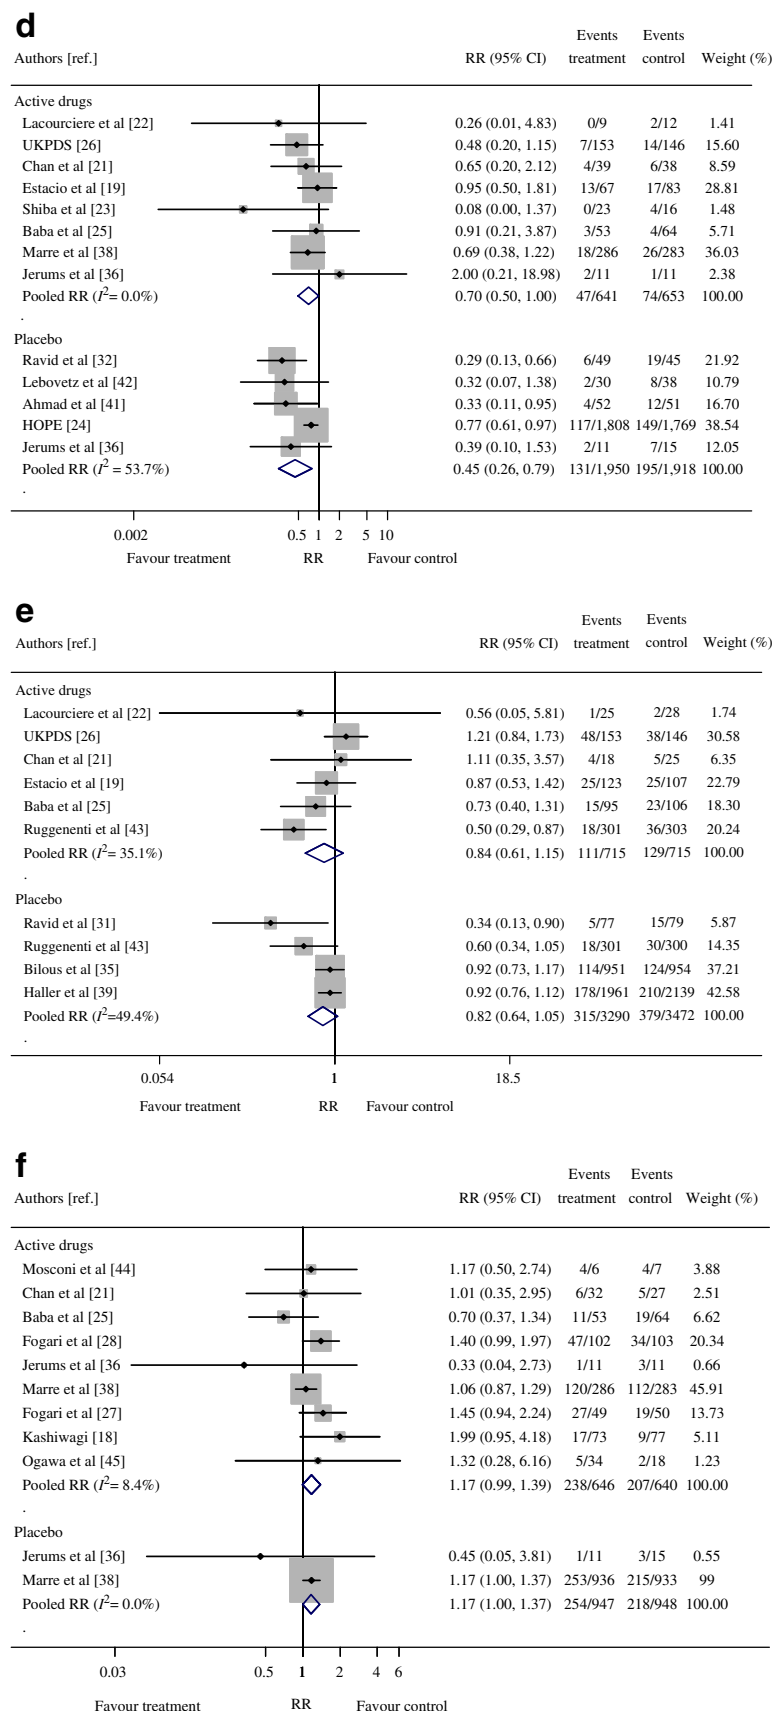 d
Events Events
Authors [ref.] RR (95% CI) treatment control Weight (%)
Active drugs
Lacourciere et al [22] 0.26 (0.01, 4.83) 0/9 2/12 1.41
UKPDS [26] 0.48 (0.20, 1.15) 7/153 14/146 15.60
Chan et al [21] 0.65 (0.20, 2.12) 4/39 6/38 8.59
Estacio et al [19] 0.95 (0.50, 1.81) 13/67 17/83 28.81
Shiba et al [23] 0.08 (0.00, 1.37) 0/23 4/16 1.48
Baba et al [25] 0.91 (0.21, 3.87) 3/53 4/64 5.71
Marre et al [38] 0.69 (0.38, 1.22) 18/286 26/283 36.03
Jerums et al [36] 2.00 (0.21, 18.98) 2/11 1/11 2.38
Pooled RR (I²= 0.0%) 0.70 (0.50, 1.00) 47/641 74/653 100.00
.
Placebo
Ravid et al [32] 0.29 (0.13, 0.66) 6/49 19/45 21.92
Lebovetz et al [42] 0.32 (0.07, 1.38) 2/30 8/38 10.79
Ahmad et al [41] 0.33 (0.11, 0.95) 4/52 12/51 16.70
HOPE [24] 0.77 (0.61, 0.97) 117/1,808 149/1,769 38.54
Jerums et al [36] 0.39 (0.10, 1.53) 2/11 7/15 12.05
Pooled RR (I² = 53.7%) 0.45 (0.26, 0.79) 131/1,950 195/1,918 100.00
.
0.002 0.5 1 2 5 10
Favour treatment RR Favour control
e
Events Events
Authors [ref.] RR (95% CI) treatment control Weight (%)
Active drugs
Lacourciere et al [22] 0.56 (0.05, 5.81) 1/25 2/28 1.74
UKPDS [26] 1.21 (0.84, 1.73) 48/153 38/146 30.58
Chan et al [21] 1.11 (0.35, 3.57) 4/18 5/25 6.35
Estacio et al [19] 0.87 (0.53, 1.42) 25/123 25/107 22.79
Baba et al [25] 0.73 (0.40, 1.31) 15/95 23/106 18.30
Ruggenenti et al [43] 0.50 (0.29, 0.87) 18/301 36/303 20.24
Pooled RR (I²= 35.1%) 0.84 (0.61, 1.15) 111/715 129/715 100.00
.
Placebo
Ravid et al [31] 0.34 (0.13, 0.90) 5/77 15/79 5.87
Ruggenenti et al [43] 0.60 (0.34, 1.05) 18/301 30/300 14.35
Bilous et al [35] 0.92 (0.73, 1.17) 114/951 124/954 37.21
Haller et al [39] 0.92 (0.76, 1.12) 178/1961 210/2139 42.58
Pooled RR (I²=49.4%) 0.82 (0.64, 1.05) 315/3290 379/3472 100.00
.
0.054 1 18.5
Favour treatment RR Favour control
f
Events Events
Authors [ref.] RR (95% CI) treatment control Weight (%)
Active drugs
Mosconi et al [44] 1.17 (0.50, 2.74) 4/6 4/7 3.88
Chan et al [21] 1.01 (0.35, 2.95) 6/32 5/27 2.51
Baba et al [25] 0.70 (0.37, 1.34) 11/53 19/64 6.62
Fogari et al [28] 1.40 (0.99, 1.97) 47/102 34/103 20.34
Jerums et al [36 0.33 (0.04, 2.73) 1/11 3/11 0.66
Marre et al [38] 1.06 (0.87, 1.29) 120/286 112/283 45.91
Fogari et al [27] 1.45 (0.94, 2.24) 27/49 19/50 13.73
Kashiwagi [18] 1.99 (0.95, 4.18) 17/73 9/77 5.11
Ogawa et al [45] 1.32 (0.28, 6.16) 5/34 2/18 1.23
Pooled RR (I²= 8.4%) 1.17 (0.99, 1.39) 238/646 207/640 100.00
.
Placebo
Jerums et al [36] 0.45 (0.05, 3.81) 1/11 3/15 0.55
Marre et al [38] 1.17 (1.00, 1.37) 253/936 215/933 99
Pooled RR (I²= 0.0%) 1.17 (1.00, 1.37) 254/947 218/948 100.00
.
0.03 0.5 1 2 4 6
Favour treatment RR Favour control